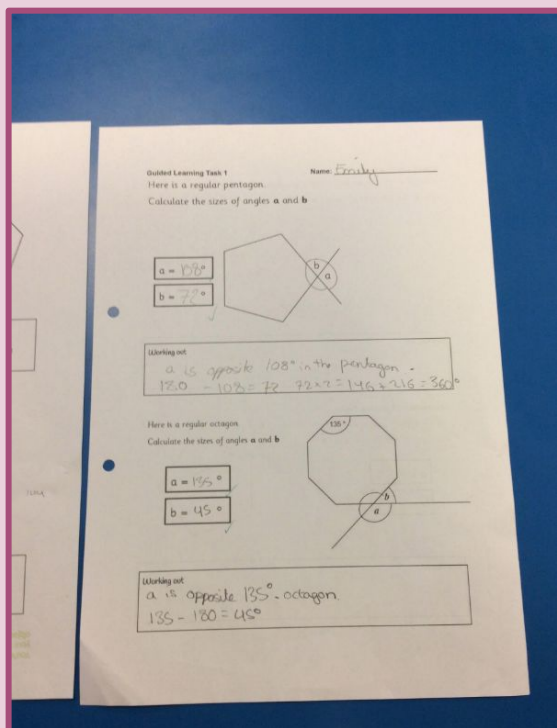 Guided Learning Task 1 Name: Emily
Here is a regular pentagon.
Calculate the sizes of angles a and b
b
a
a = 108°
b = 72°
Working out
a is opposite 108° in the pentagon.
180 - 108 = 72 72×2 = 146 + 216 = 360°
Here is a regular octagon.
Calculate the sizes of angles a and b
135°
a = 135°
b = 45°
b
a
Working out
a is opposite 135°. octagon
135 - 180 = 45°